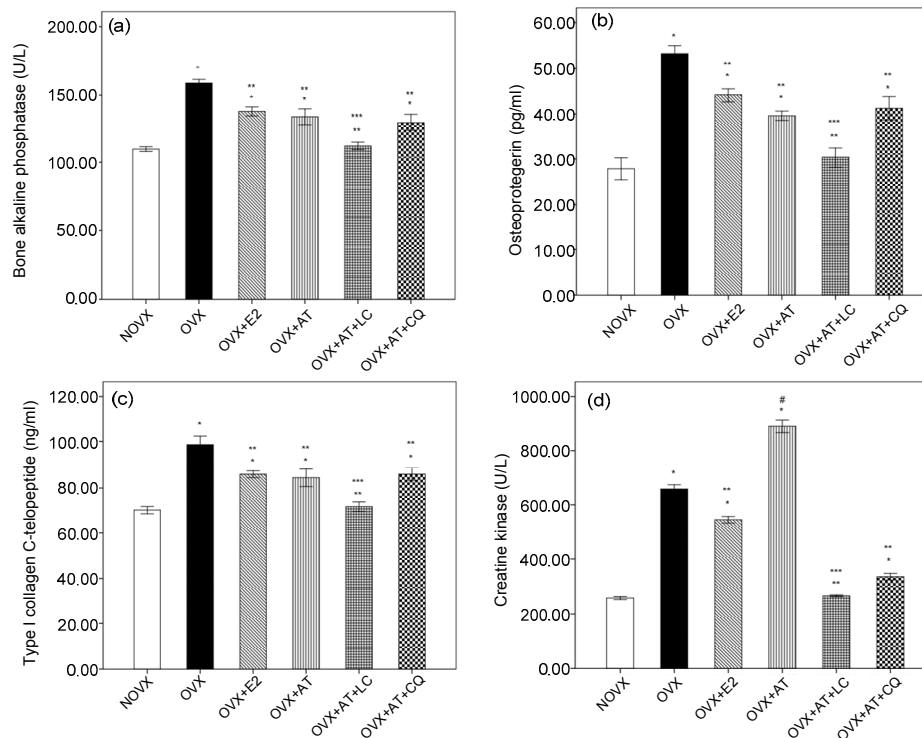 (a)
Bone alkaline phosphatase (U/L)
200.00
150.00
100.00
50.00
0.00
*
**
*
**
*
***
**
**
*
NOVX
OVX
OVX+E2
OVX+AT
OVX+AT+LC
OVX+AT+CQ
(b)
Osteoprotegerin (pg/ml)
60.00
50.00
40.00
30.00
20.00
10.00
0.00
*
**
*
**
*
***
**
**
*
NOVX
OVX
OVX+E2
OVX+AT
OVX+AT+LC
OVX+AT+CQ
(c)
Type I collagen C-telopeptide (ng/ml)
120.00
100.00
80.00
60.00
40.00
20.00
0.00
*
**
*
**
*
***
**
**
*
NOVX
OVX
OVX+E2
OVX+AT
OVX+AT+LC
OVX+AT+CQ
(d)
Creatine kinase (U/L)
1000.00
800.00
600.00
400.00
200.00
0.00
*
**
*
#
*
***
**
**
*
NOVX
OVX
OVX+E2
OVX+AT
OVX+AT+LC
OVX+AT+CQ